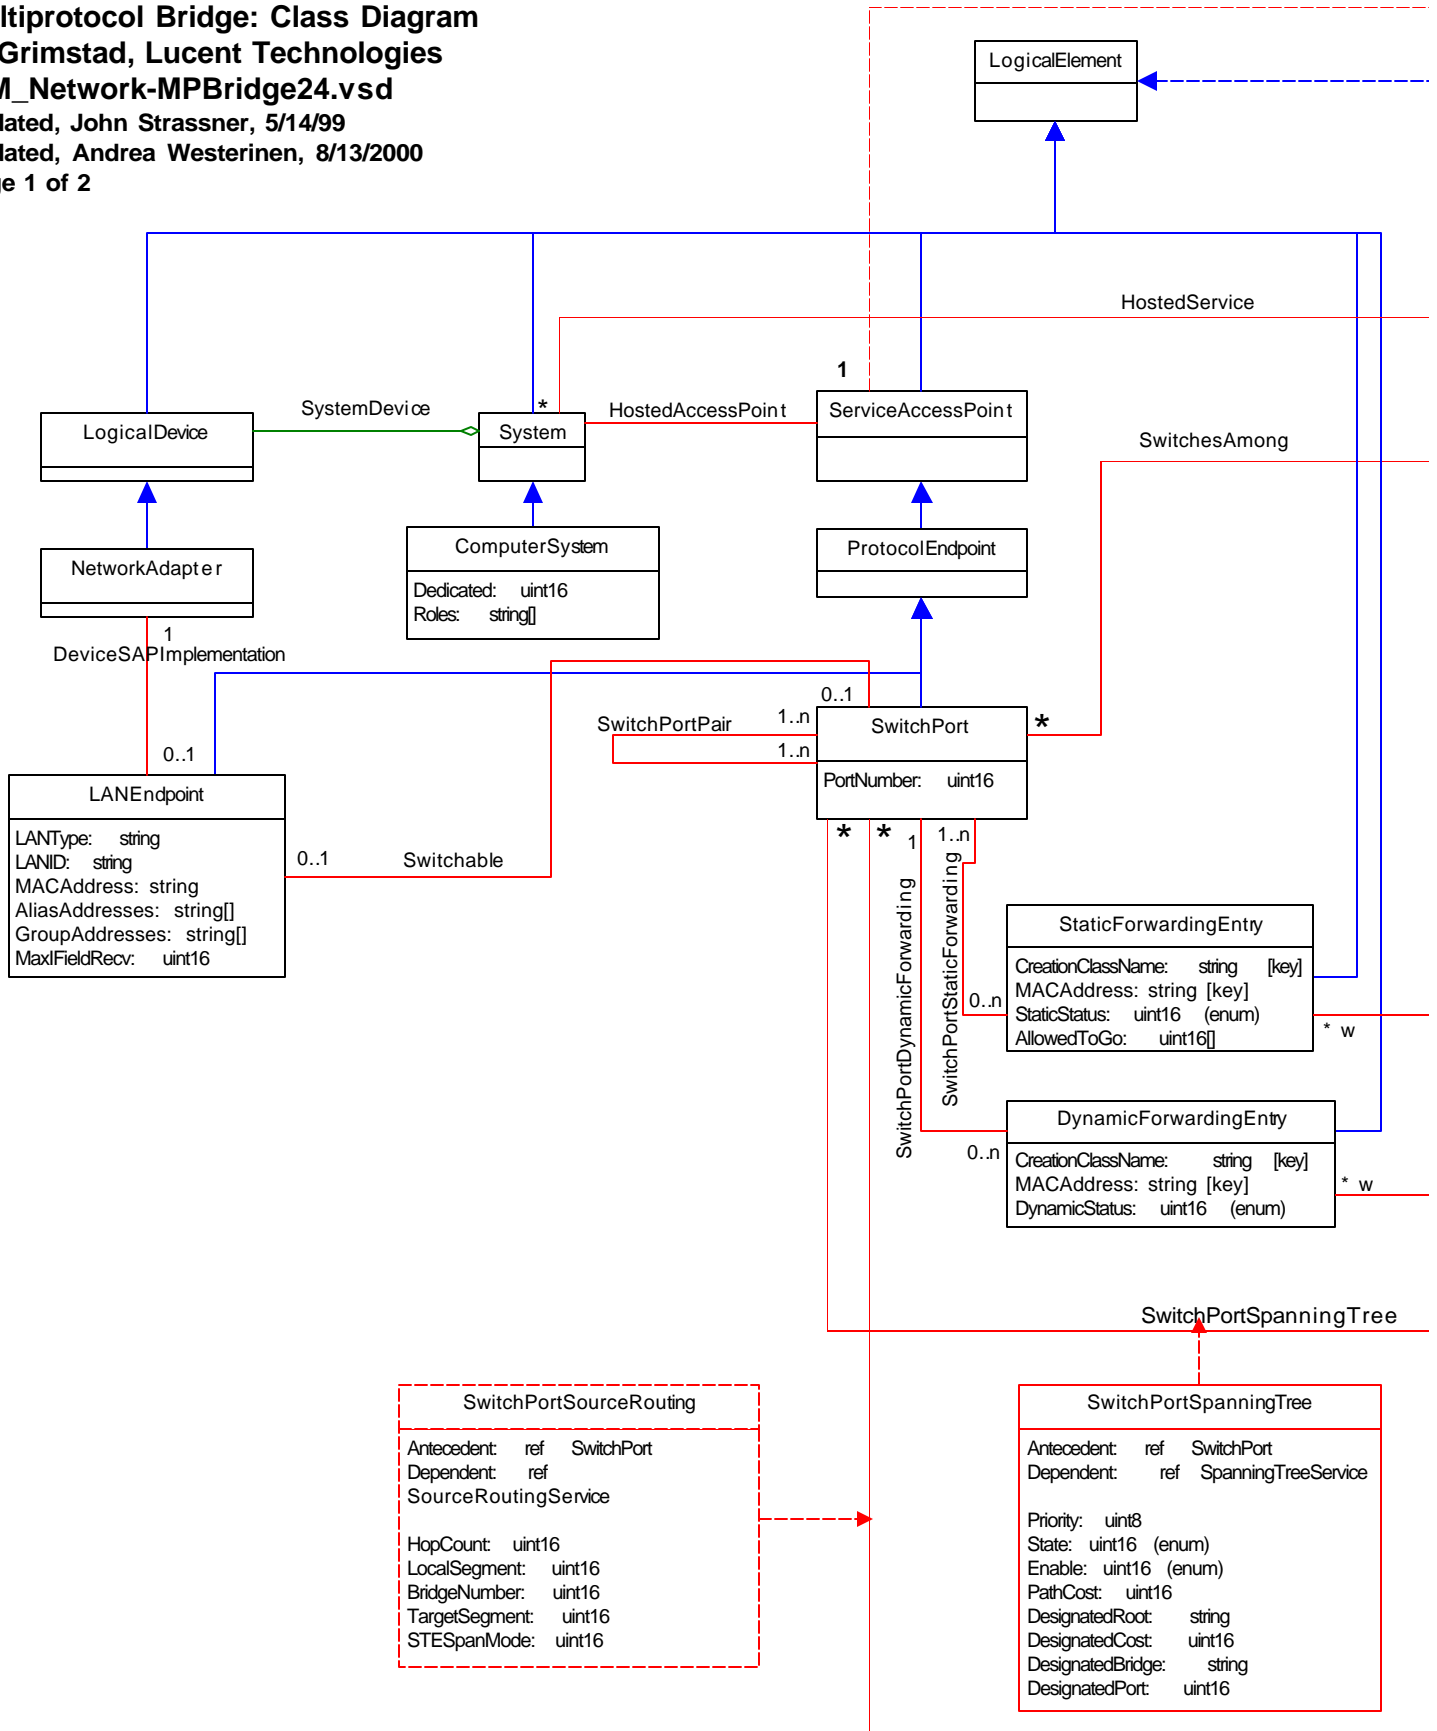 ltiprotocol Bridge: Class Diagram
Grimstad, Lucent Technologies
M_Network-MPBridge24.vsd
lated, John Strassner, 5/14/99
lated, Andrea Westerinen, 8/13/2000
ge 1 of 2
LogicalElement
HostedService
1
SystemDevice
*
HostedAccessPoint
ServiceAccessPoint
LogicalDevice
System
SwitchesAmong
ComputerSystem
Dedicated: uint16
Roles: string[]
ProtocolEndpoint
NetworkAdapter
1
DeviceSAPImplementation
0..1
0..1
SwitchPortPair
1..n
1..n
SwitchPort
*
PortNumber: uint16
LANEndpoint
LANType: string
LANID: string
MACAddress: string
AliasAddresses: string[]
GroupAddresses: string[]
MaxIFieldRecv: uint16
0..1
Switchable
*
*
1
1..n
SwitchPortDynamicForwarding
SwitchPortStaticForwarding
StaticForwardingEntry
CreationClassName: string [key]
MACAddress: string [key]
StaticStatus: uint16 (enum)
AllowedToGo: uint16[]
0..n
* w
DynamicForwardingEntry
CreationClassName: string [key]
MACAddress: string [key]
DynamicStatus: uint16 (enum)
0..n
* w
SwitchPortSpanningTree
SwitchPortSourceRouting
Antecedent: ref SwitchPort
Dependent: ref
SourceRoutingService
HopCount: uint16
LocalSegment: uint16
BridgeNumber: uint16
TargetSegment: uint16
STESpanMode: uint16
SwitchPortSpanningTree
Antecedent: ref SwitchPort
Dependent: ref SpanningTreeService
Priority: uint8
State: uint16 (enum)
Enable: uint16 (enum)
PathCost: uint16
DesignatedRoot: string
DesignatedCost: uint16
DesignatedBridge: string
DesignatedPort: uint16